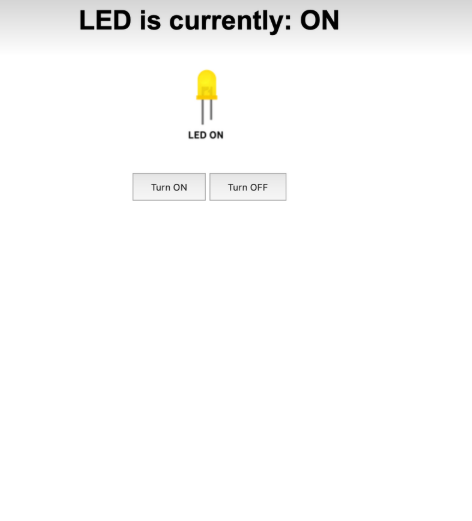 LED is currently: ON
LED ON
Turn ON Turn OFF